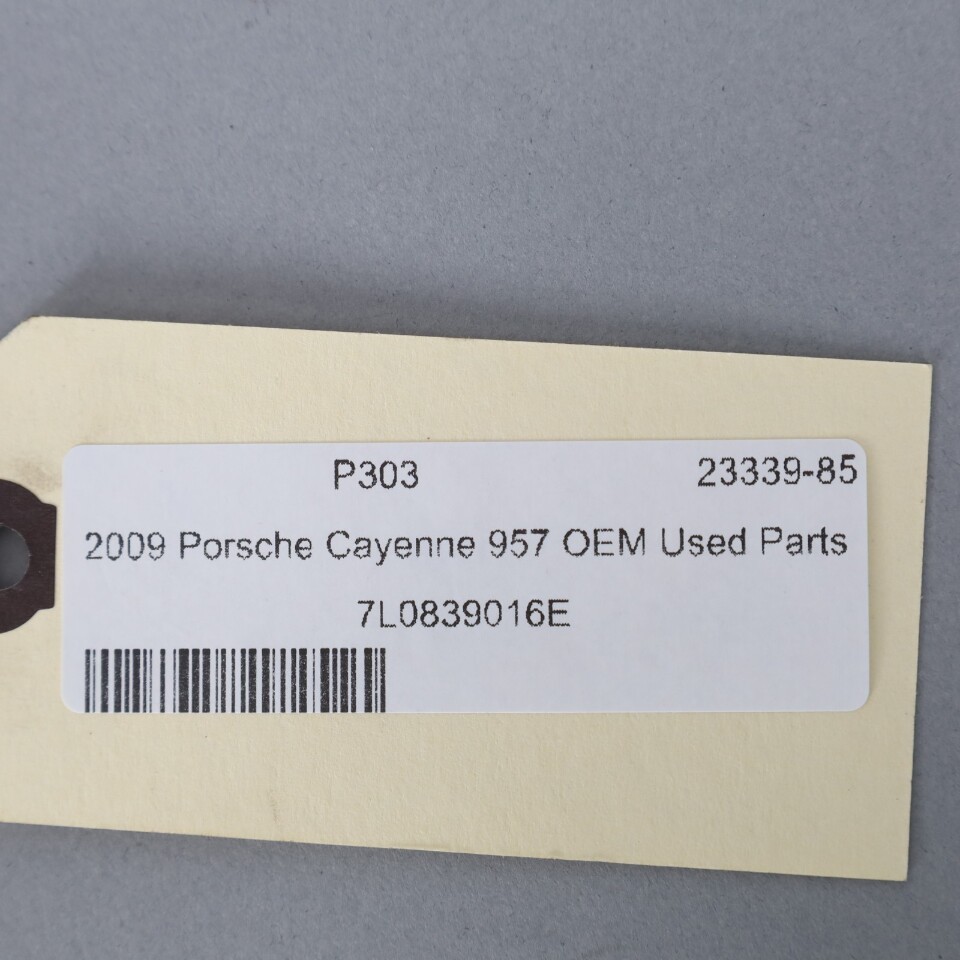 P303 23339-85
2009 Porsche Cayenne 957 OEM Used Parts
7L0839016E